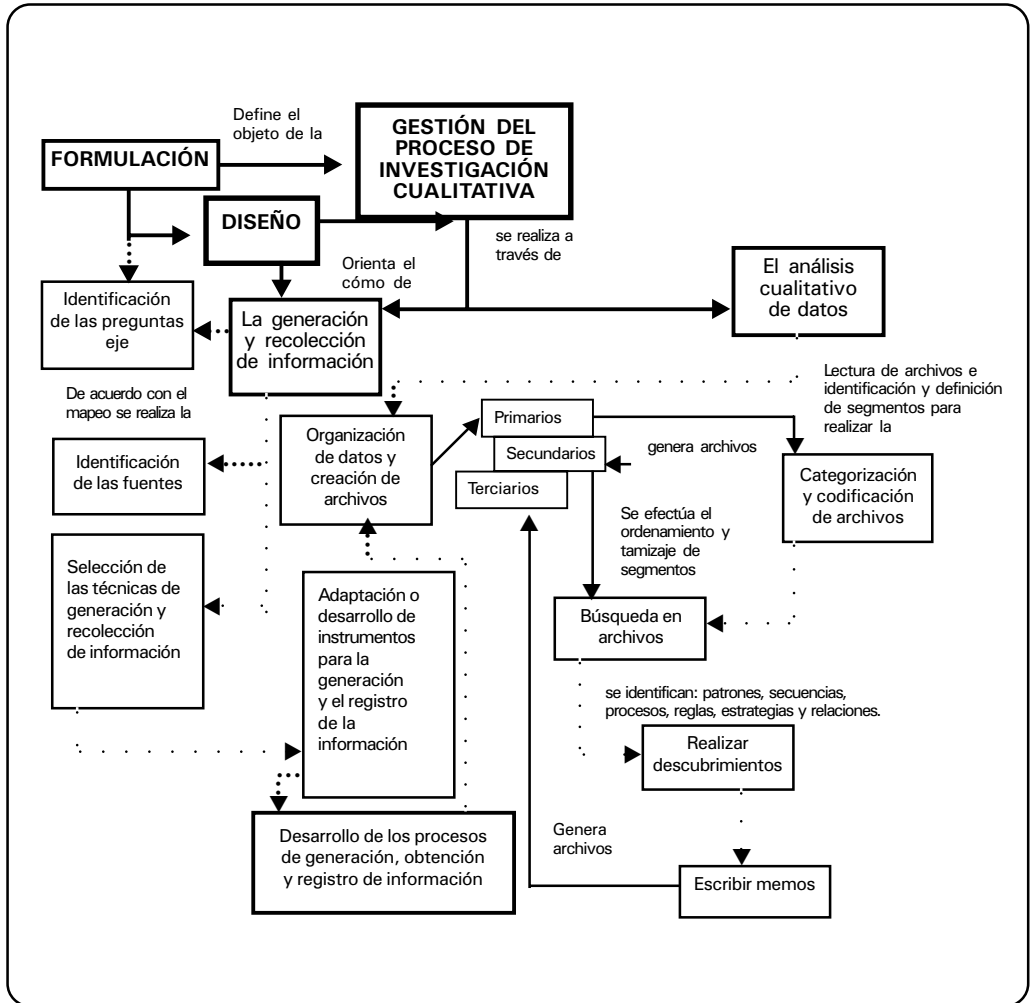 Define el
objeto de la
GESTIÓN DEL
PROCESO DE
INVESTIGACIÓN
CUALITATIVA
FORMULACIÓN
DISEÑO
se realiza a
través de
Orienta el
cómo de
El análisis
cualitativo
de datos
Identificación
de las preguntas
eje
La generación
y recolección
de información
De acuerdo con el
mapeo se realiza la
Lectura de archivos e
identificación y definición
de segmentos para
realizar la
Organización
de datos y
creación de
archivos
Primarios
Secundarios
Terciarios
genera archivos
Identificación
de las fuentes
Categorización
y codificación
de archivos
Se efectúa el
ordenamiento y
tamizaje de
segmentos
Selección de
las técnicas de
generación y
recolección
de información
Adaptación o
desarrollo de
instrumentos
para la
generación
y el registro
de la
información
Búsqueda en
archivos
se identifican: patrones, secuencias,
procesos, reglas, estrategias y relaciones.
Realizar
descubrimientos
Desarrollo de los procesos
de generación, obtención
y registro de información
Genera
archivos
Escribir memos